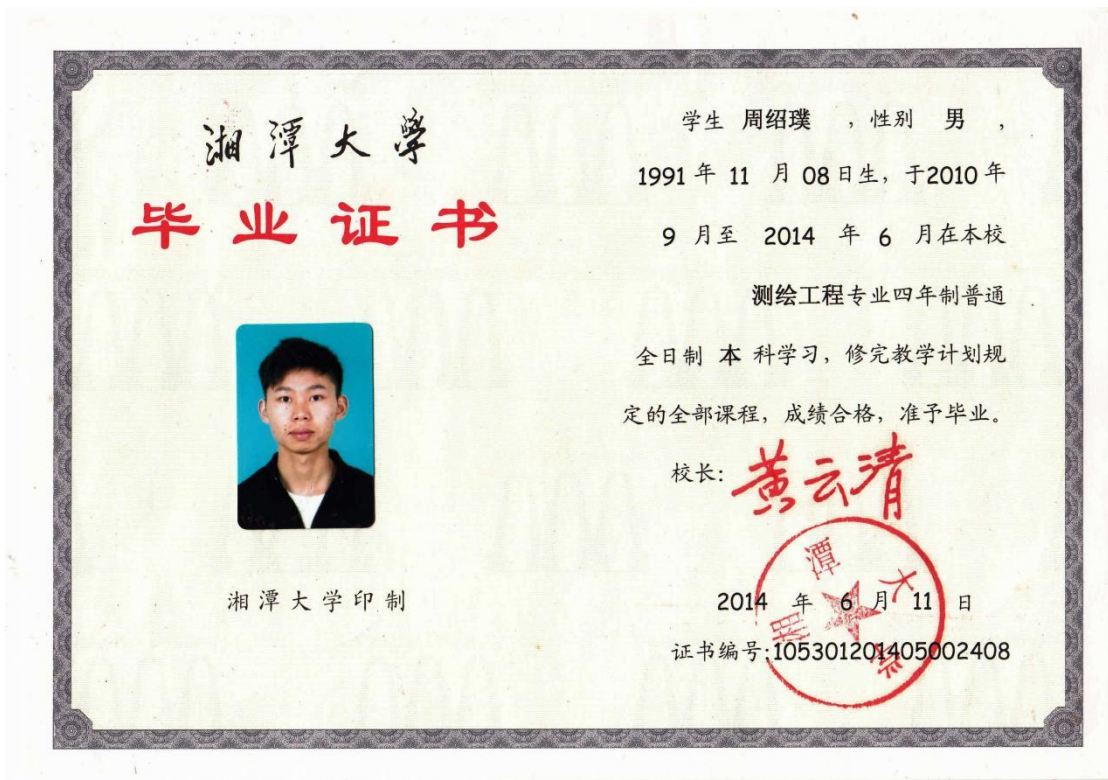 湘潭大學
毕业证书
湘潭大学印制
学生 周绍璞 ，性别 男 ，
1991 年 11 月 08 日生，于2010 年
9 月至 2014 年 6 月在本校
测绘工程专业四年制普通
全日制 本 科学习，修完教学计划规
定的全部课程，成绩合格，准予毕业。
校长：黄云清
湘潭大学
2014 年 6 月 11 日
证书编号:105301201405002408